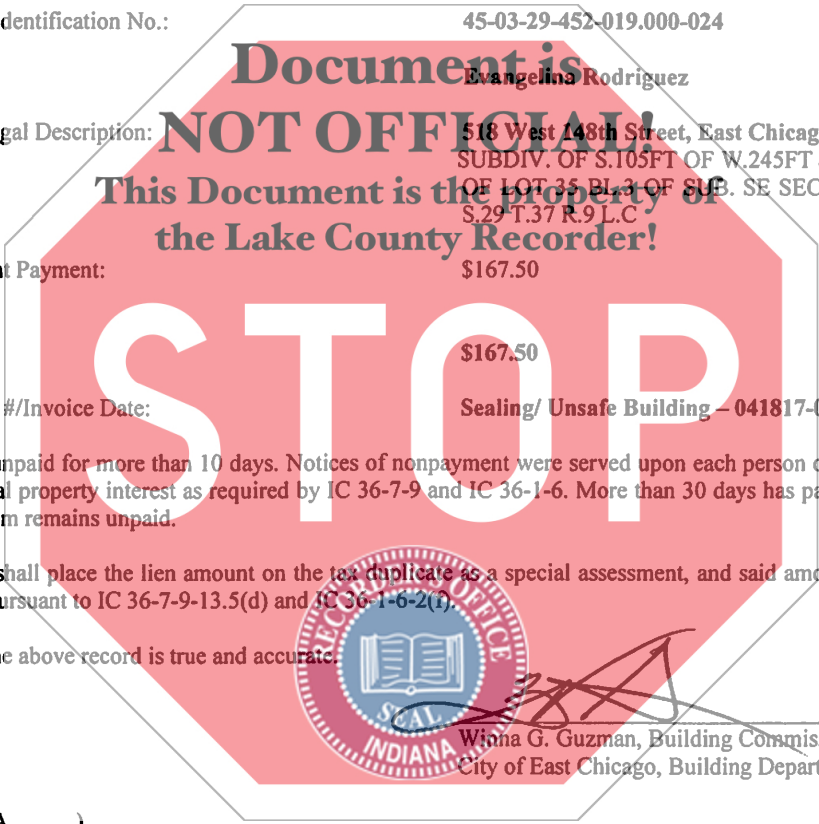 dentification No.: 45-03-29-452-019.000-024
Document is
Evangelina Rodriguez
NOT OFFICIAL!
gal Description: 518 West 148th Street, East Chicag
SUBDIV. OF S.105FT OF W.245FT
This Document is the property of
OF LOT 35 BL.3 OF SUB. SE SEC
S.29 T.37 R.9 L.C
the Lake County Recorder!
t Payment: $167.50
STOP
$167.50
#/Invoice Date: Sealing/ Unsafe Building – 041817-0
npaid for more than 10 days. Notices of nonpayment were served upon each person
al property interest as required by IC 36-7-9 and IC 36-1-6. More than 30 days has pa
m remains unpaid.
shall place the lien amount on the tax duplicate as a special assessment, and said amo
ursuant to IC 36-7-9-13.5(d) and IC 36-1-6-2(f).
e above record is true and accurate.
RECORDER'S OFFICE
SEAL
INDIANA
Winna G. Guzman, Building Commis
City of East Chicago, Building Depar